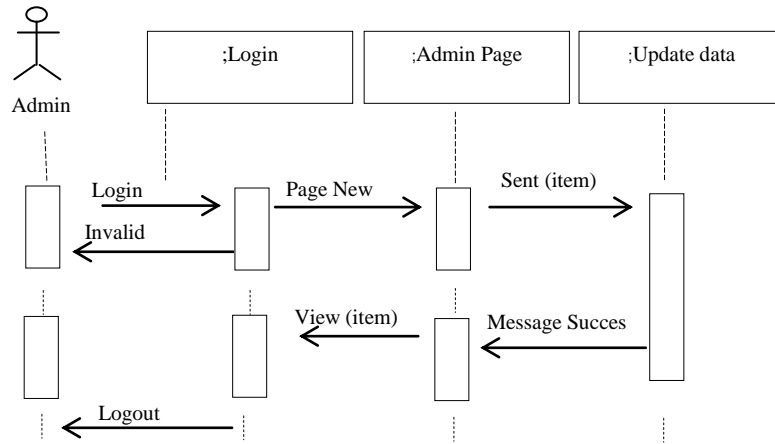 ;Login
;Admin Page
;Update data
Admin
Login
Page New
Sent (item)
Invalid
View (item)
Message Succes
Logout